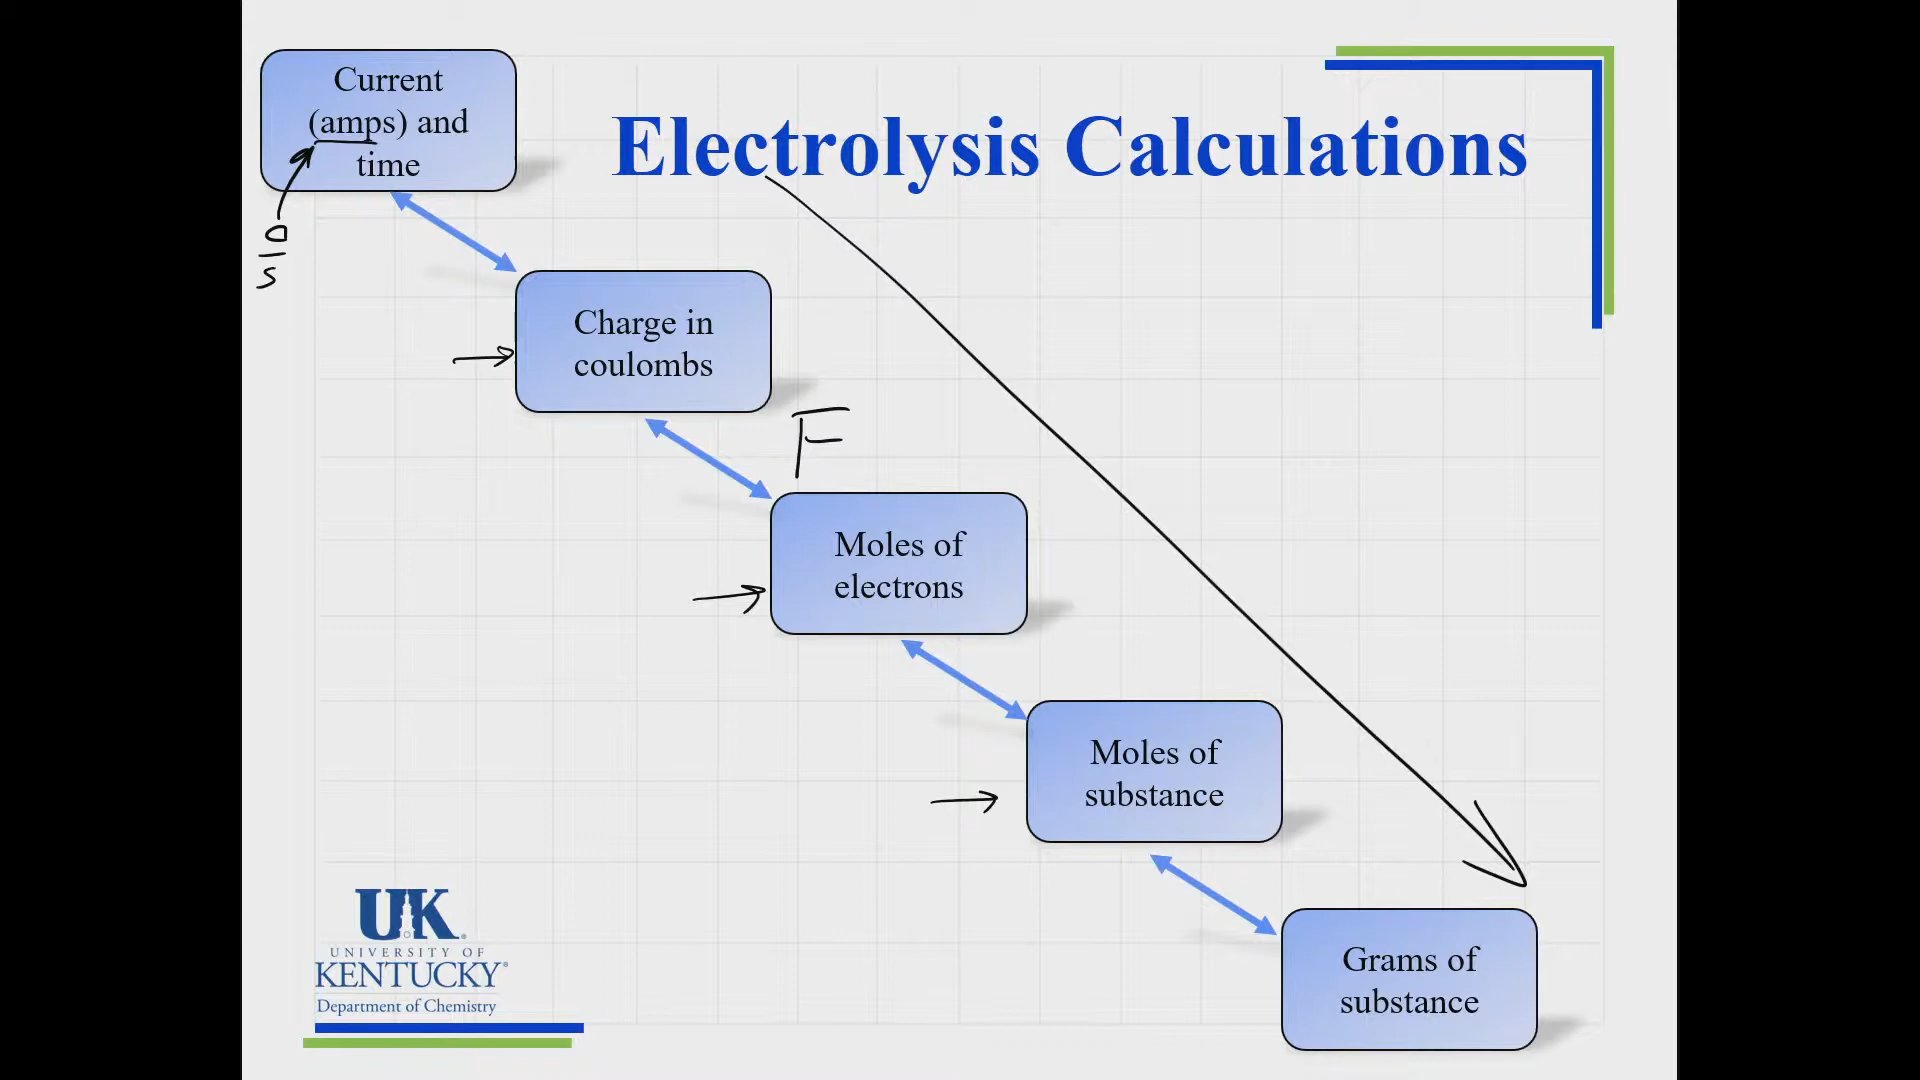 Current
(amps) and
time
Electrolysis Calculations
C
s
Charge in
coulombs
F
Moles of
electrons
Moles of
substance
Grams of
substance
UK
UNIVERSITY OF
KENTUCKY®
Department of Chemistry